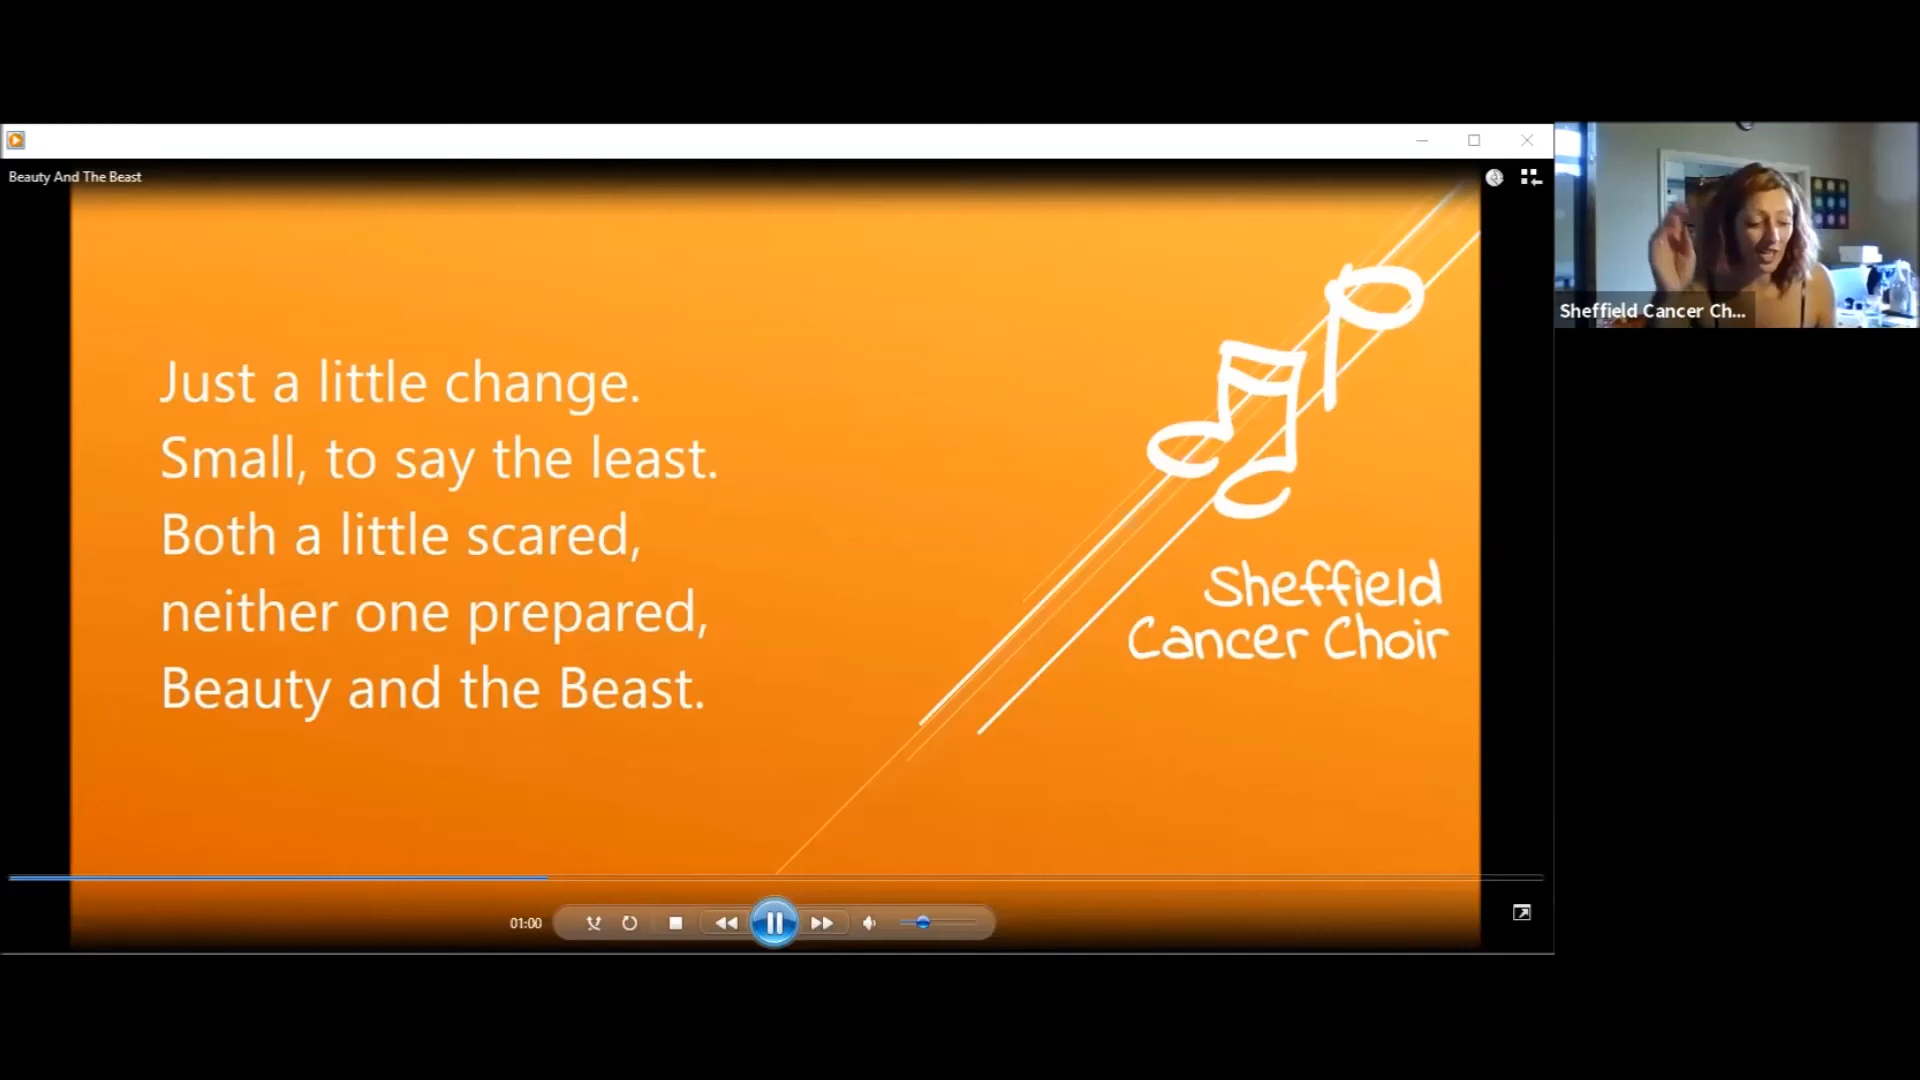 Beauty And The Beast
Just a little change.
Small, to say the least.
Both a little scared,
neither one prepared,
Beauty and the Beast.
Sheffield
Cancer Choir
01:00
Sheffield Cancer Ch...